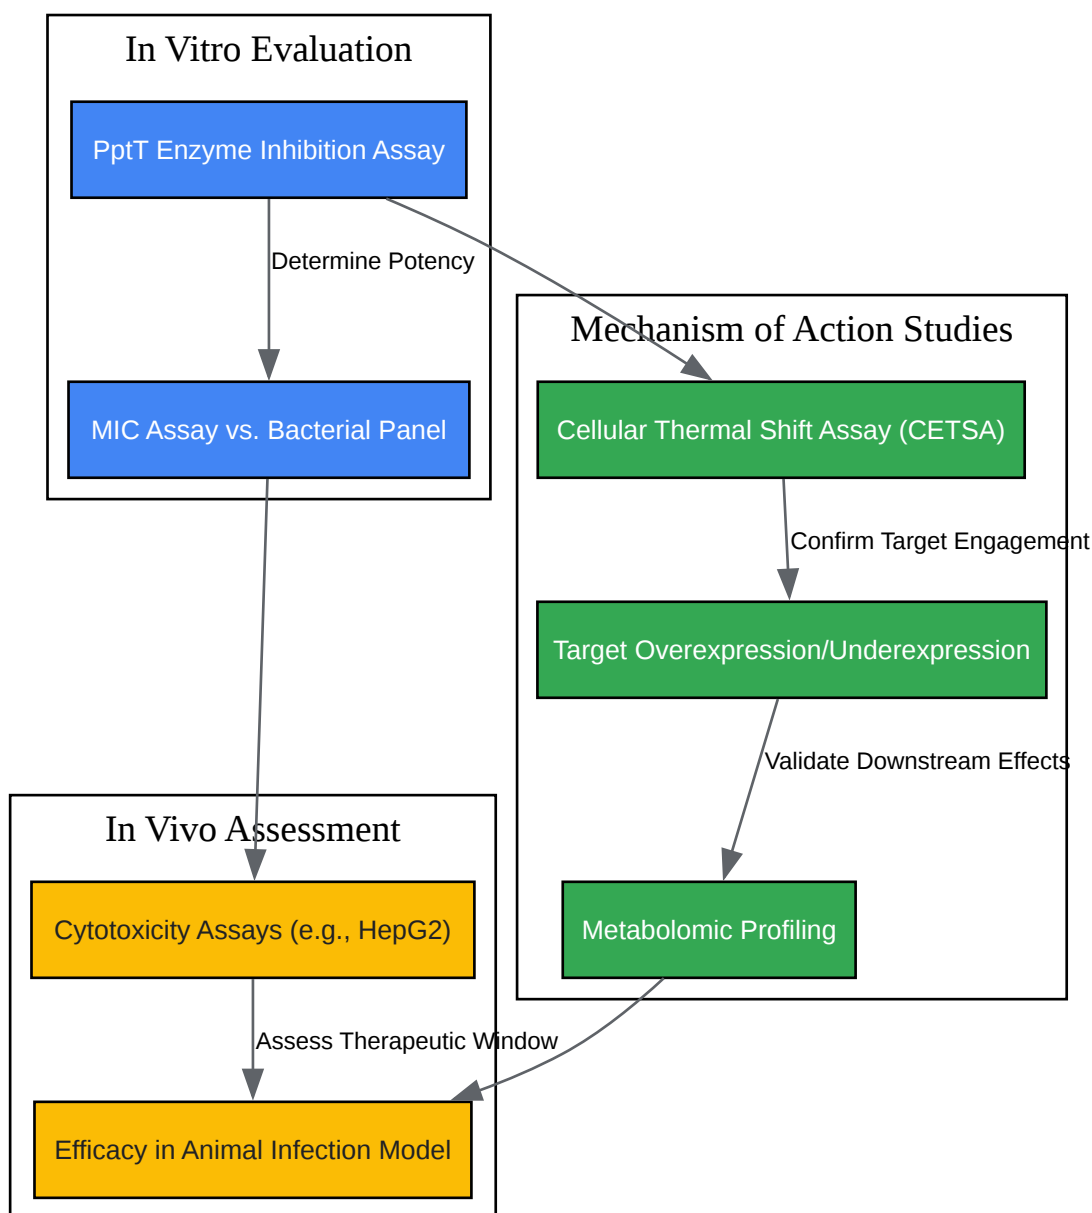 In Vitro Evaluation
PptT Enzyme Inhibition Assay
Determine Potency
MIC Assay vs. Bacterial Panel
Mechanism of Action Studies
Cellular Thermal Shift Assay (CETSA)
Confirm Target Engagement
Target Overexpression/Underexpression
Validate Downstream Effects
Metabolomic Profiling
In Vivo Assessment
Cytotoxicity Assays (e.g., HepG2)
Assess Therapeutic Window
Efficacy in Animal Infection Model